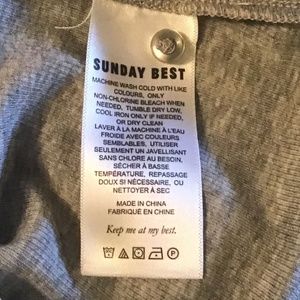 SUNDAY BEST
MACHINE WASH COLD WITH LIKE
COLOURS, ONLY
NON-CHLORINE BLEACH WHEN
NEEDED, TUMBLE DRY LOW,
COOL IRON ONLY IF NEEDED,
OR DRY CLEAN
LAVER À LA MACHINE À L'EAU
FROIDE AVEC COULEURS
SEMBLABLES, UTILISER
SEULEMENT UN JAVELLISANT
SANS CHLORE AU BESOIN,
SÉCHER À BASSE
TEMPÉRATURE, REPASSAGE
DOUX SI NÉCESSAIRE, OU
NETTOYER À SEC
MADE IN CHINA
FABRIQUÉ EN CHINE
Keep me at my best.